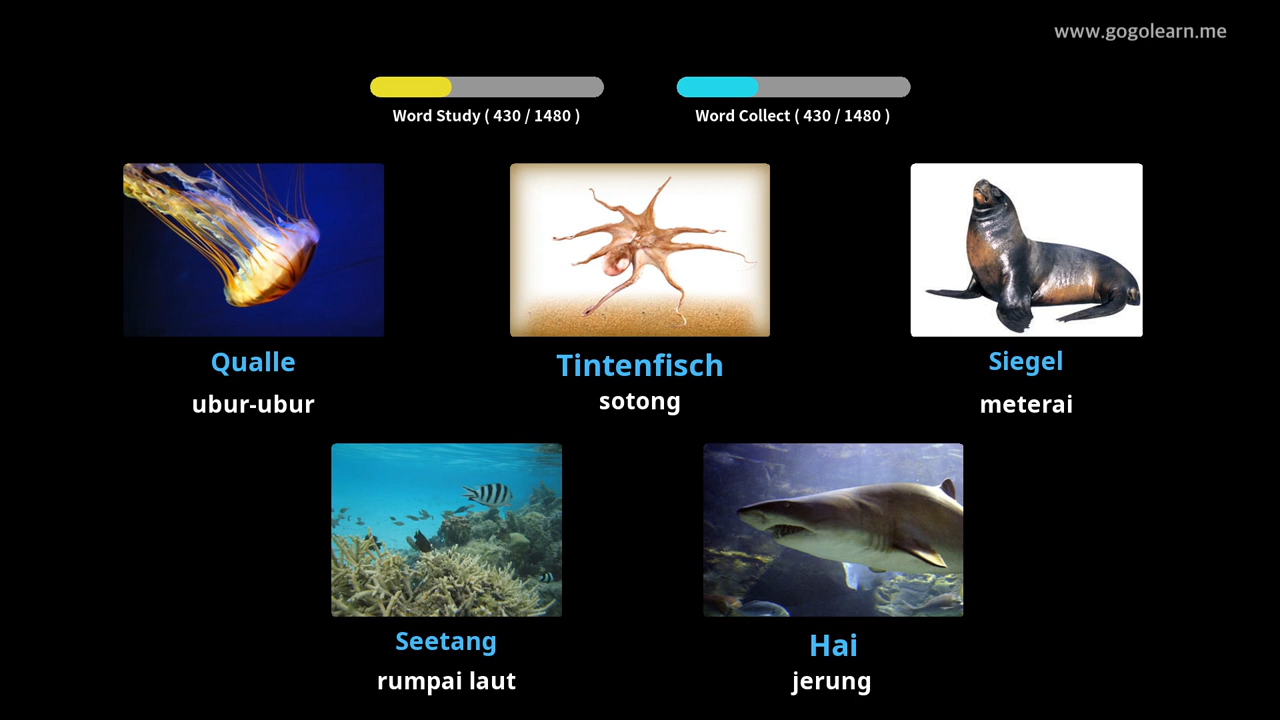 www.gogolearn.me
Word Study ( 430 / 1480 )
Word Collect ( 430 / 1480 )
Qualle
ubur-ubur
Tintenfisch
sotong
Siegel
meterai
Seetang
rumpai laut
Hai
jerung